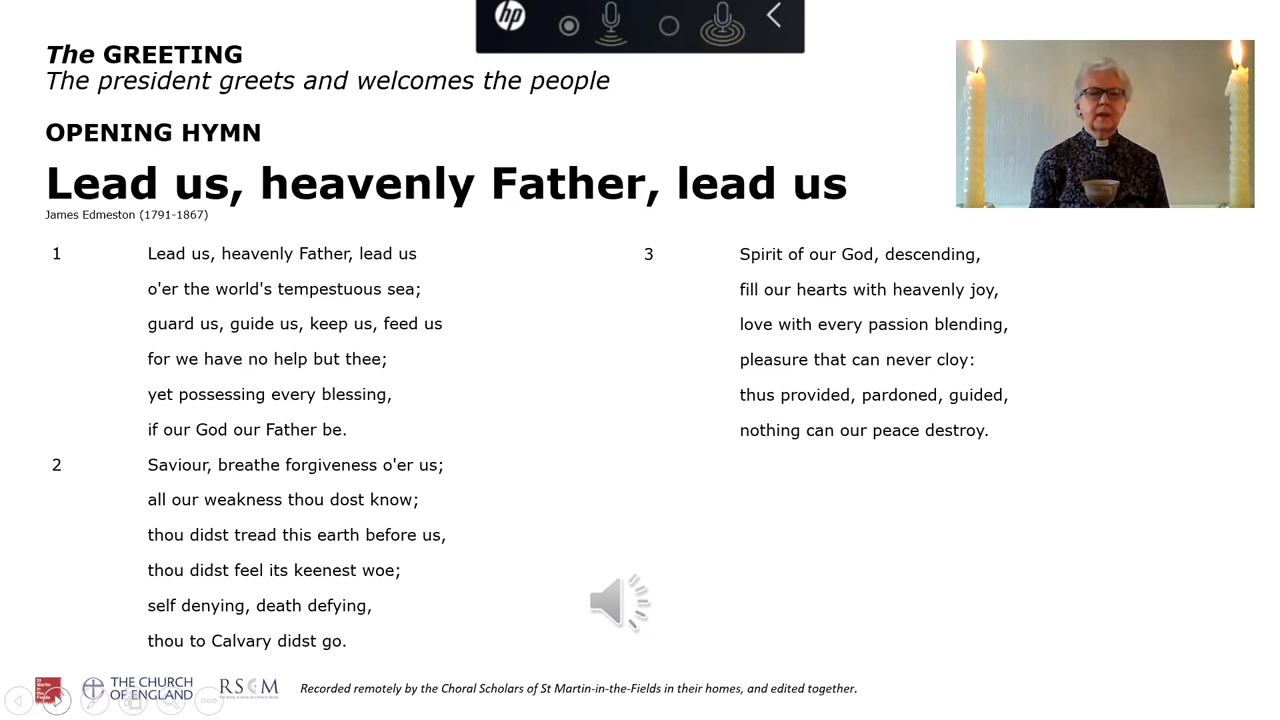 hp
The GREETING
The president greets and welcomes the people
OPENING HYMN
Lead us, heavenly Father, lead us
James Edmeston (1791-1867)
1 Lead us, heavenly Father, lead us
o'er the world's tempestuous sea;
guard us, guide us, keep us, feed us
for we have no help but thee;
yet possessing every blessing,
if our God our Father be.
2 Saviour, breathe forgiveness o'er us;
all our weakness thou dost know;
thou didst tread this earth before us,
thou didst feel its keenest woe;
self denying, death defying,
thou to Calvary didst go.
3 Spirit of our God, descending,
fill our hearts with heavenly joy,
love with every passion blending,
pleasure that can never cloy:
thus provided, pardoned, guided,
nothing can our peace destroy.
St
Martin
in the
Fields
THE CHURCH
OF ENGLAND
RSCM
Recorded remotely by the Choral Scholars of St Martin-in-the-Fields in their homes, and edited together.